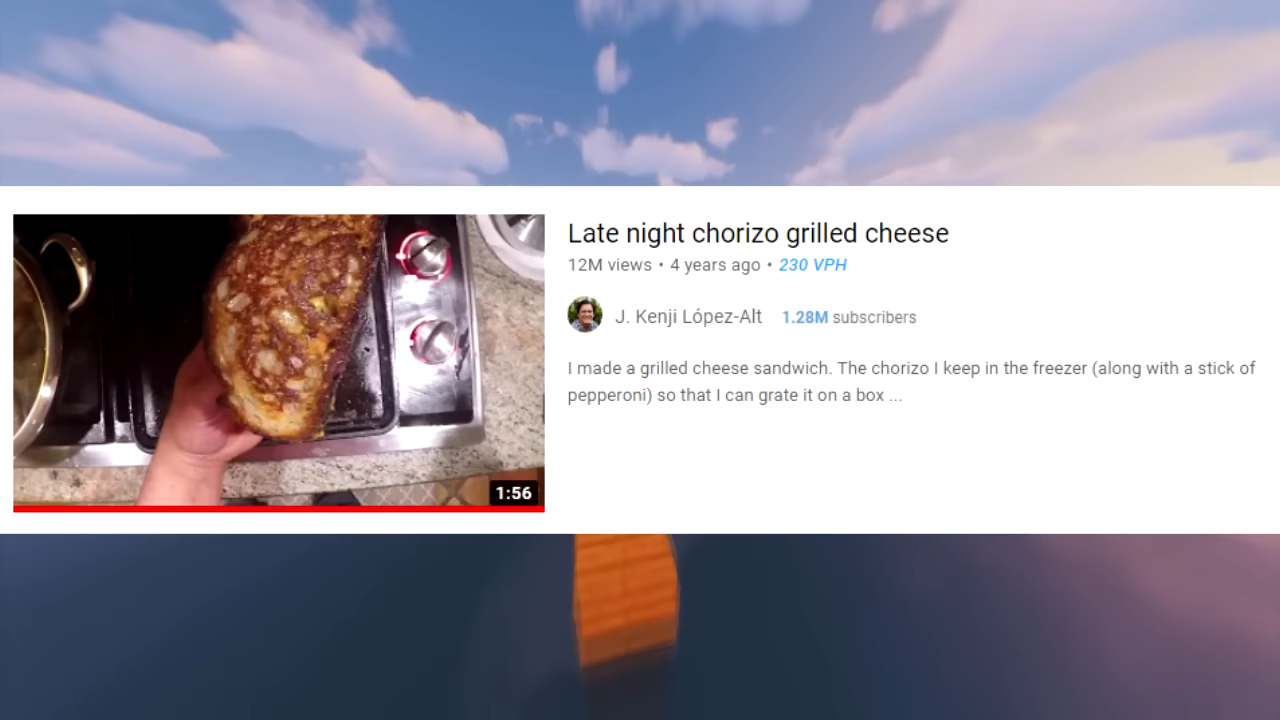 Late night chorizo grilled cheese
12M views • 4 years ago • 230 VPH
J. Kenji López-Alt 1.28M subscribers
I made a grilled cheese sandwich. The chorizo I keep in the freezer (along with a stick of
pepperoni) so that I can grate it on a box ...
1:56